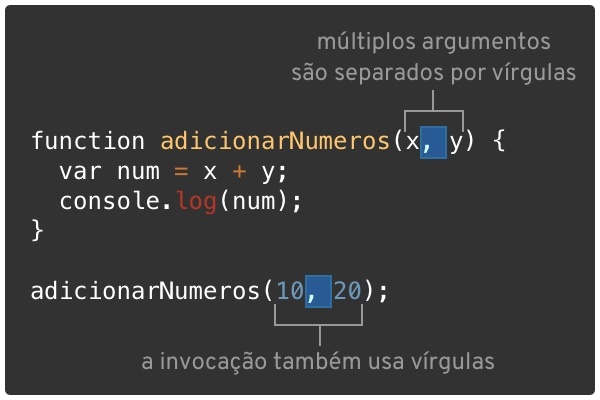 múltiplos argumentos
são separados por vírgulas
function adicionarNumeros(x, y) {
  var num = x + y;
  console.log(num);
}
adicionarNumeros(10, 20);
a invocação também usa vírgulas